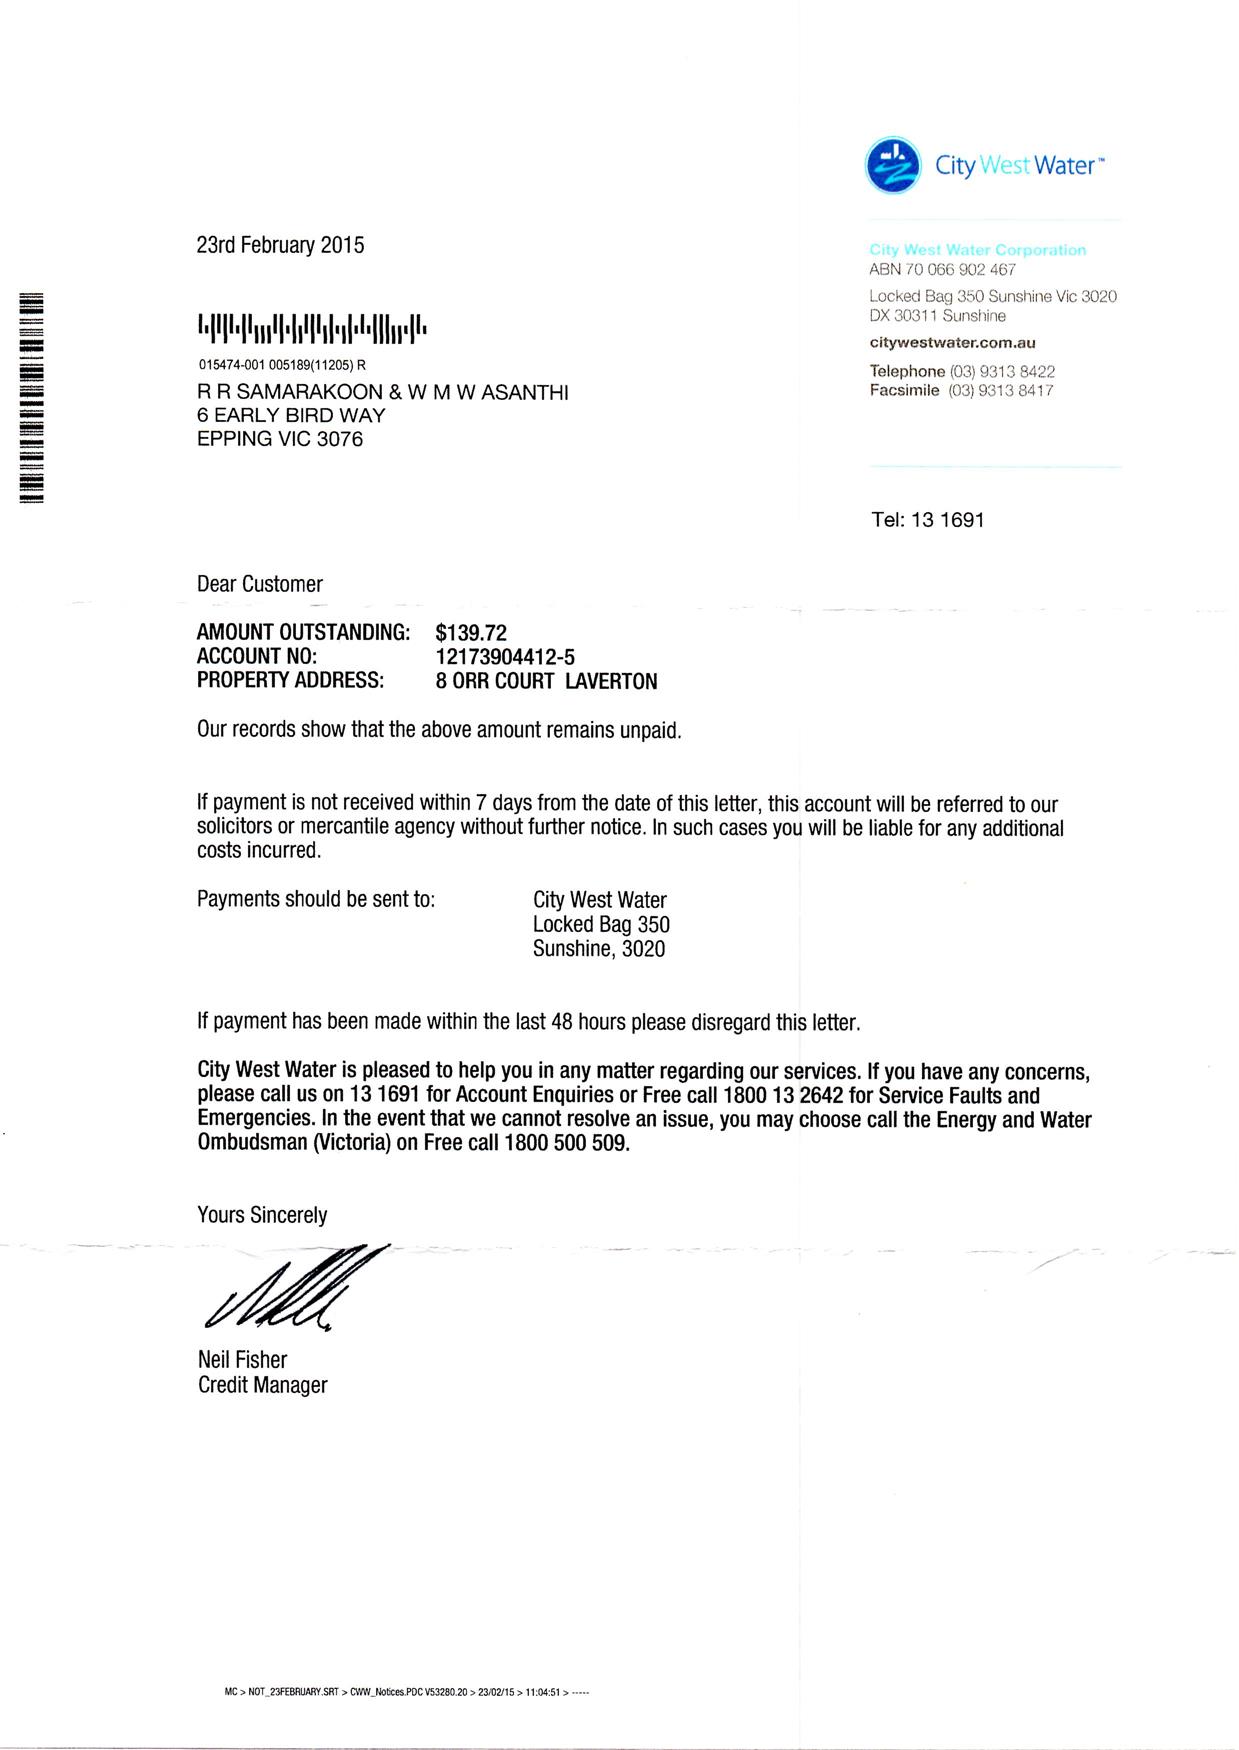 City West Water™
23rd February 2015
City West Water Corporation
ABN 70 066 902 467
Locked Bag 350 Sunshine Vic 3020
DX 30311 Sunshine
citywestwater.com.au
Telephone (03) 9313 8422
Facsimile (03) 9313 8417
015474-001 005189(11205) R
R R SAMARAKOON & W M W ASANTHI
6 EARLY BIRD WAY
EPPING VIC 3076
Tel: 13 1691
Dear Customer
AMOUNT OUTSTANDING: $139.72
ACCOUNT NO: 12173904412-5
PROPERTY ADDRESS: 8 ORR COURT LAVERTON
Our records show that the above amount remains unpaid.
If payment is not received within 7 days from the date of this letter, this account will be referred to our
solicitors or mercantile agency without further notice. In such cases you will be liable for any additional
costs incurred.
Payments should be sent to: City West Water
Locked Bag 350
Sunshine, 3020
If payment has been made within the last 48 hours please disregard this letter.
City West Water is pleased to help you in any matter regarding our services. If you have any concerns,
please call us on 13 1691 for Account Enquiries or Free call 1800 13 2642 for Service Faults and
Emergencies. In the event that we cannot resolve an issue, you may choose call the Energy and Water
Ombudsman (Victoria) on Free call 1800 500 509.
Yours Sincerely
Neil Fisher
Credit Manager
MC > NOT_23FEBRUARY.SRT > CWW_Notices.PDC V53280.20 > 23/02/15 > 11:04:51 > -----